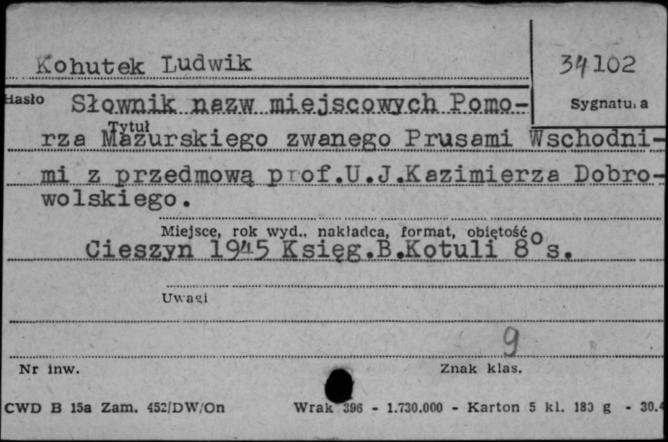 Kohutek Ludwik
34102
Hasło
Słownik nazw miejscowych Pomo-
Sygnatura
Tytuł
rza Mazurskiego zwanego Prusami Wschodni-
mi z przedmową prof.U.J.Kazimierza Dobro-
wolskiego.
Miejsce, rok wyd., nakładca, format, obiętość
Cieszyn 1945 Księg.B.Kotuli 8° s.
Uwagi
9
Nr inw.
Znak klas.
CWD B 15a Zam. 452/DW/On
Wrak 396 - 1.730.000 - Karton 5 kl. 180 g - 30.4